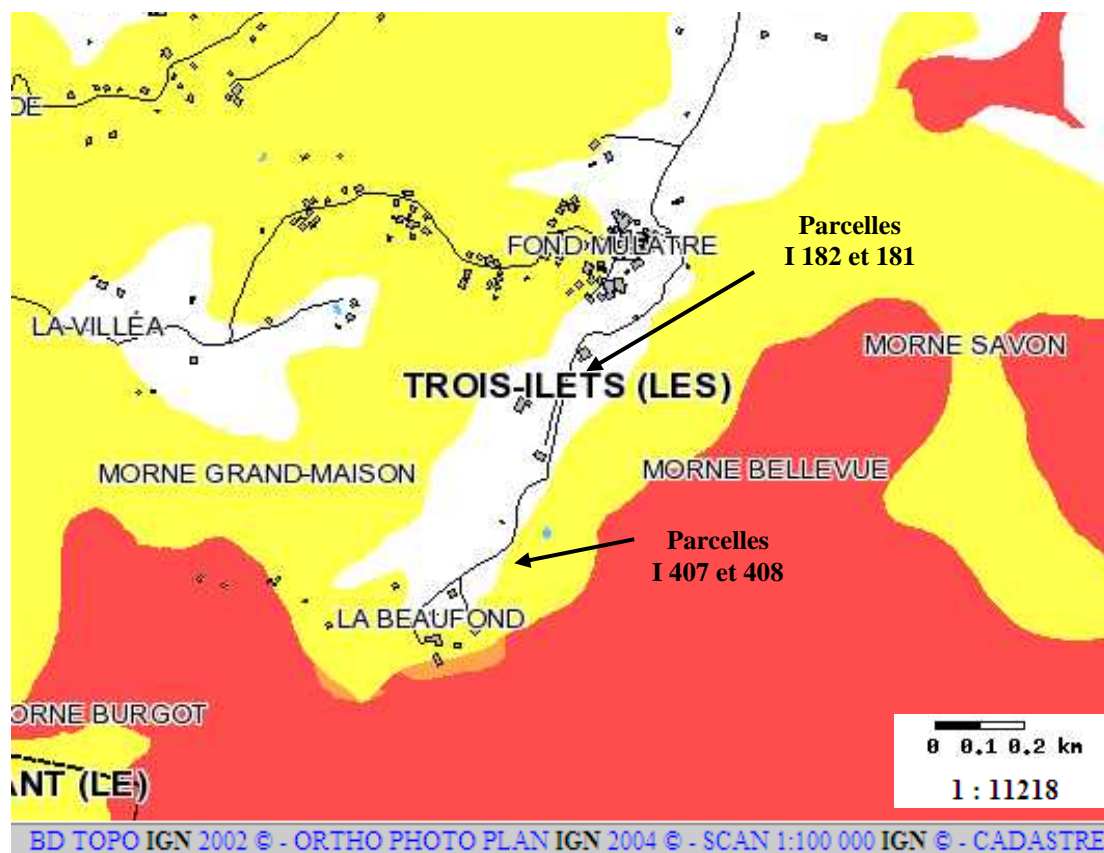 DE
FOND MULATRE
Parcelles
I 182 et 181
LA-VILLÉA
MORNE SAVON
TROIS-ILETS (LES)
MORNE GRAND-MAISON
MORNE BELLEVUE
Parcelles
I 407 et 408
LA BEAUFOND
ORNE BURGOT
ANT (LE)
0 0.1 0.2 km
1 : 11218
BD TOPO IGN 2002 © - ORTHO PHOTO PLAN IGN 2004 © - SCAN 1:100 000 IGN © - CADASTRE